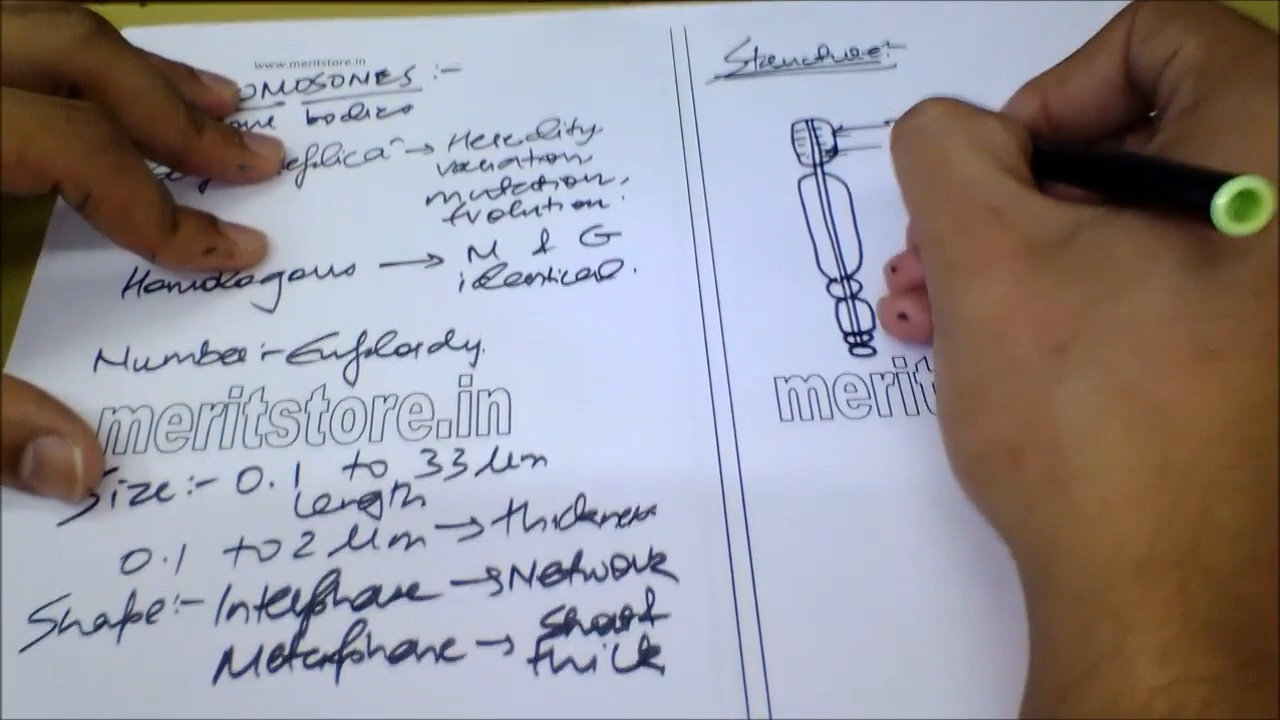 www.meritstore.in
OMOSOMES :-
bodies
eplica" → Heredity
variation
mutation,
Evolution.
Homologous → M & G
identical.
Number:-
meritstore.in
Size:- 0.1 to 33 μm
Length
0.1 to 2 μm → thickness
Shape:- Interphase → Network
Metaphase → Short
thick
Structure:-
merit